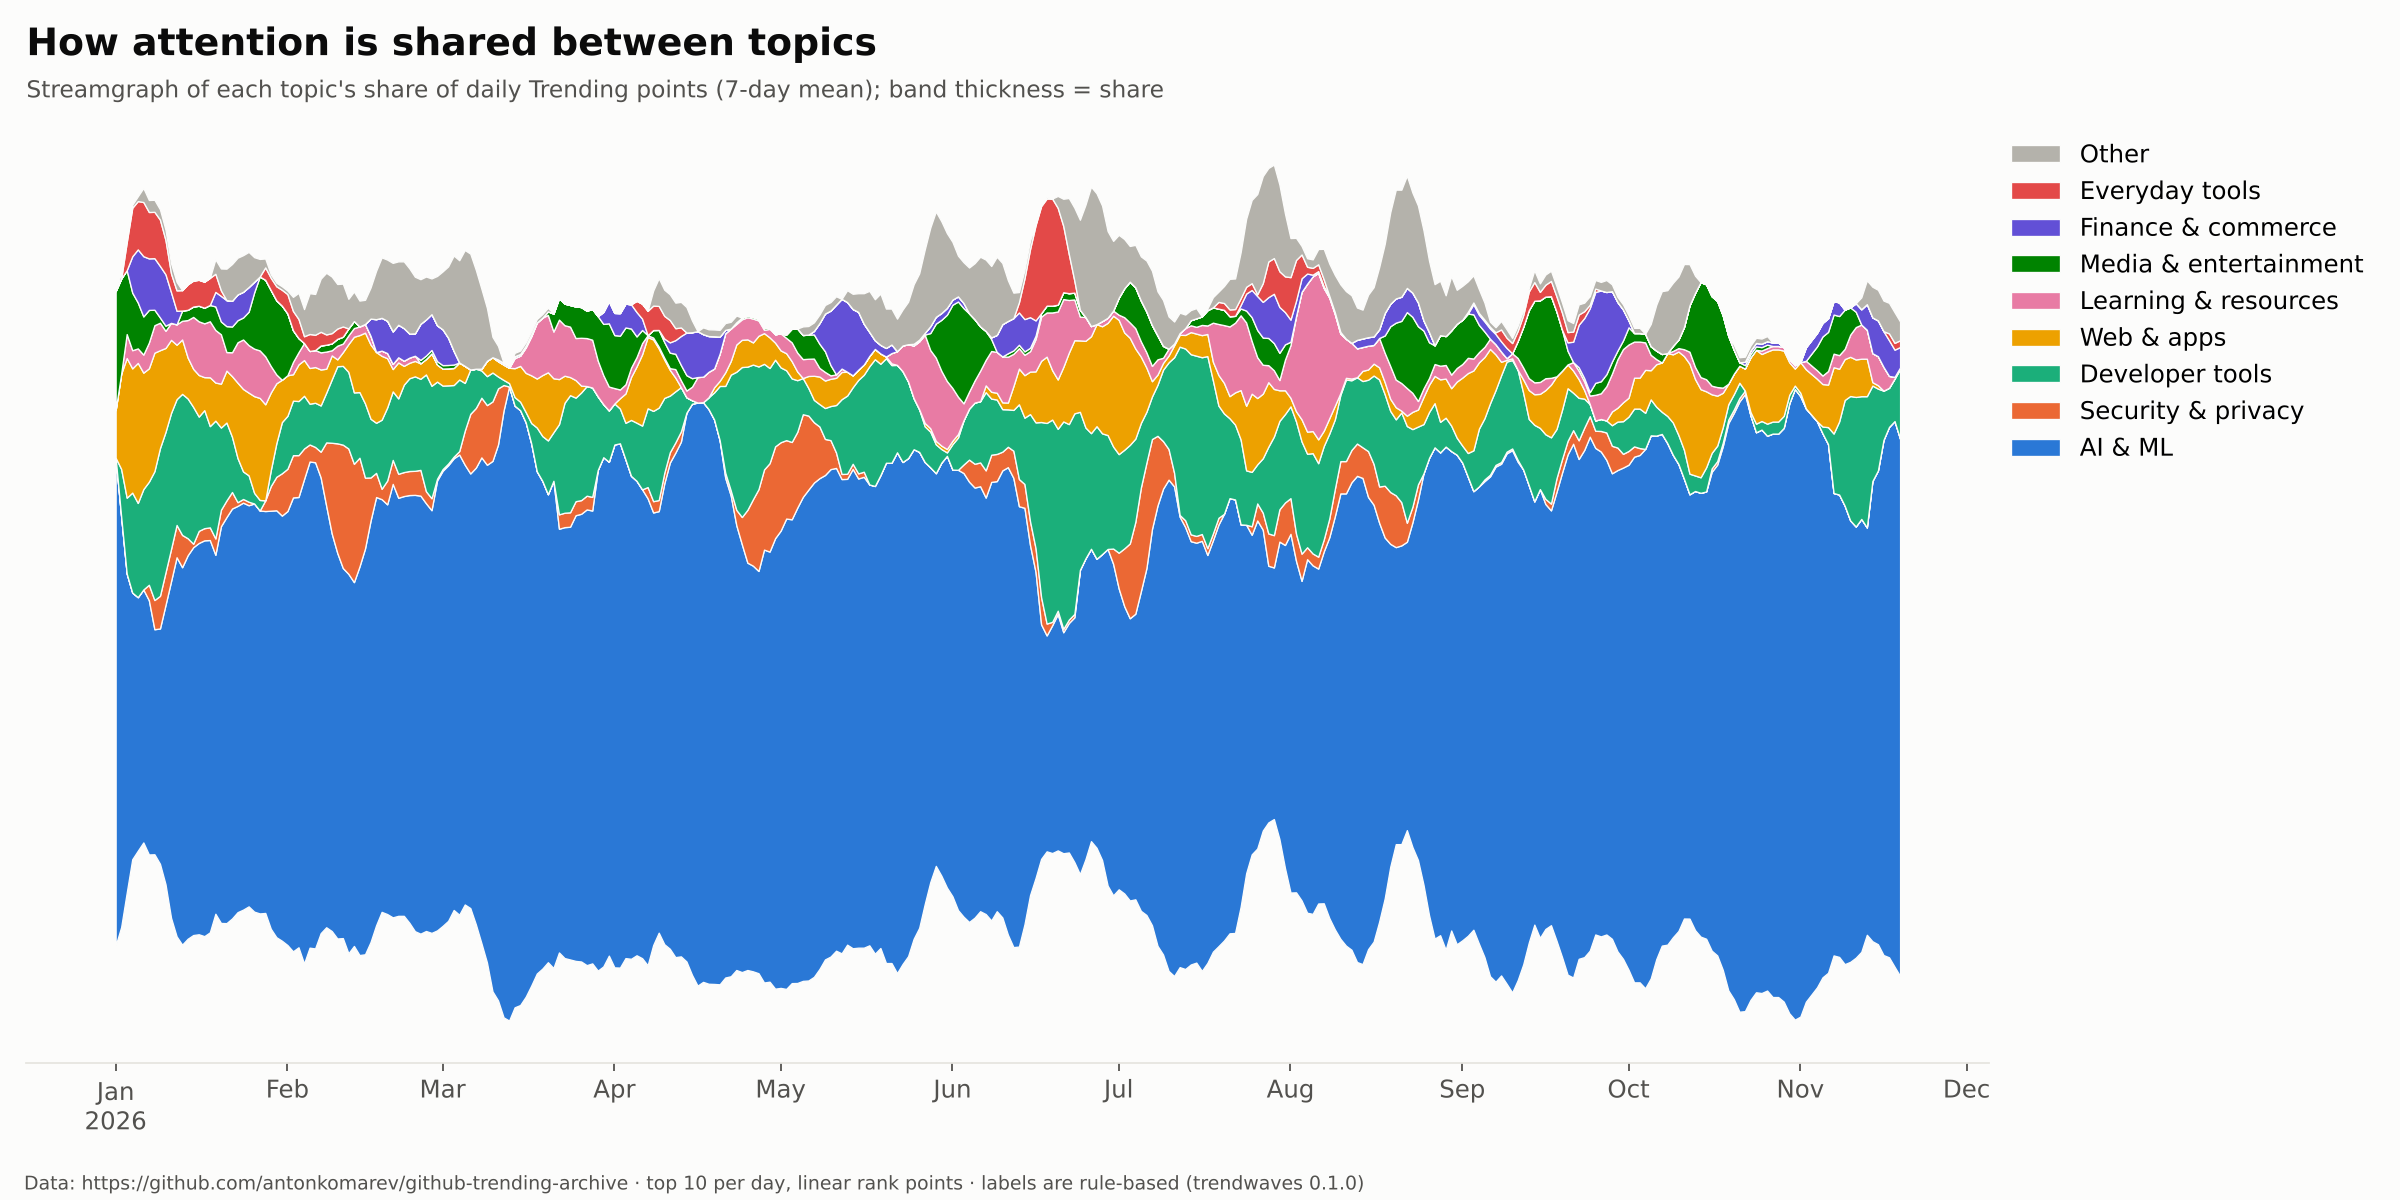 How attention is shared between topics
Streamgraph of each topic's share of daily Trending points (7-day mean); band thickness = share
Other
Everyday tools
Finance & commerce
Media & entertainment
Learning & resources
Web & apps
Developer tools
Security & privacy
AI & ML
Jan Feb Mar Apr May Jun Jul Aug Sep Oct Nov Dec
2026
Data: https://github.com/antonkomarev/github-trending-archive · top 10 per day, linear rank points · labels are rule-based (trendwaves 0.1.0)